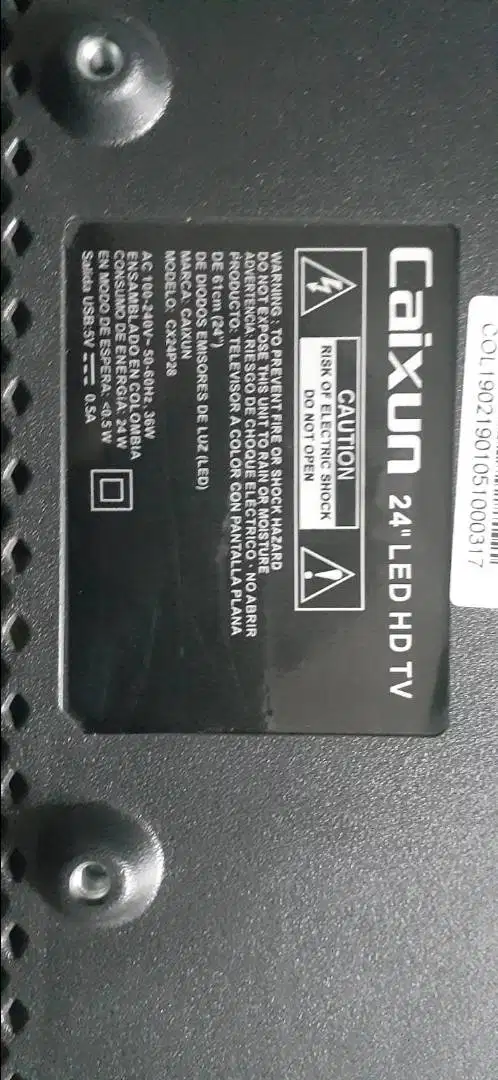 COL1902190105100​0317
Caixun 24" LED HD TV
CAUTION
RISK OF ELECTRIC SHOCK
DO NOT OPEN
WARNING: TO PREVENT FIRE OR SHOCK HAZARD
DO NOT EXPOSE THIS UNIT TO RAIN OR MOISTURE
ADVERTENCIA:RIESGO DE CHOQUE ELECTRICO - NO ABRIR
PRODUCTO: TELEVISOR A COLOR CON PANTALLA PLANA
DE 61cm (24")
DE DIODOS EMISORES DE LUZ (LED)
MARCA: CAIXUN
MODELO: CX24P28
AC 100-240V~ 50-60Hz, 36W
ENSAMBLADO EN COLOMBIA
CONSUMO DE ENERGIA: 24 W
EN MODO DE ESPERA: <0.5W
Salida USB:5V 0.5A